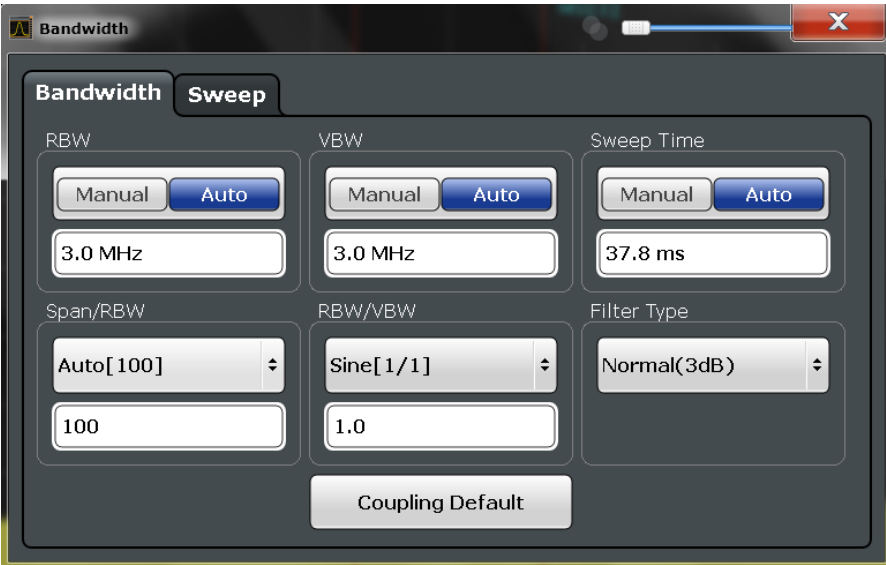 Bandwidth
X
Bandwidth Sweep
RBW VBW Sweep Time
Manual Auto Manual Auto Manual Auto
3.0 MHz 3.0 MHz 37.8 ms
Span/RBW RBW/VBW Filter Type
Auto[100] Sine[1/1] Normal(3dB)
100 1.0
Coupling Default